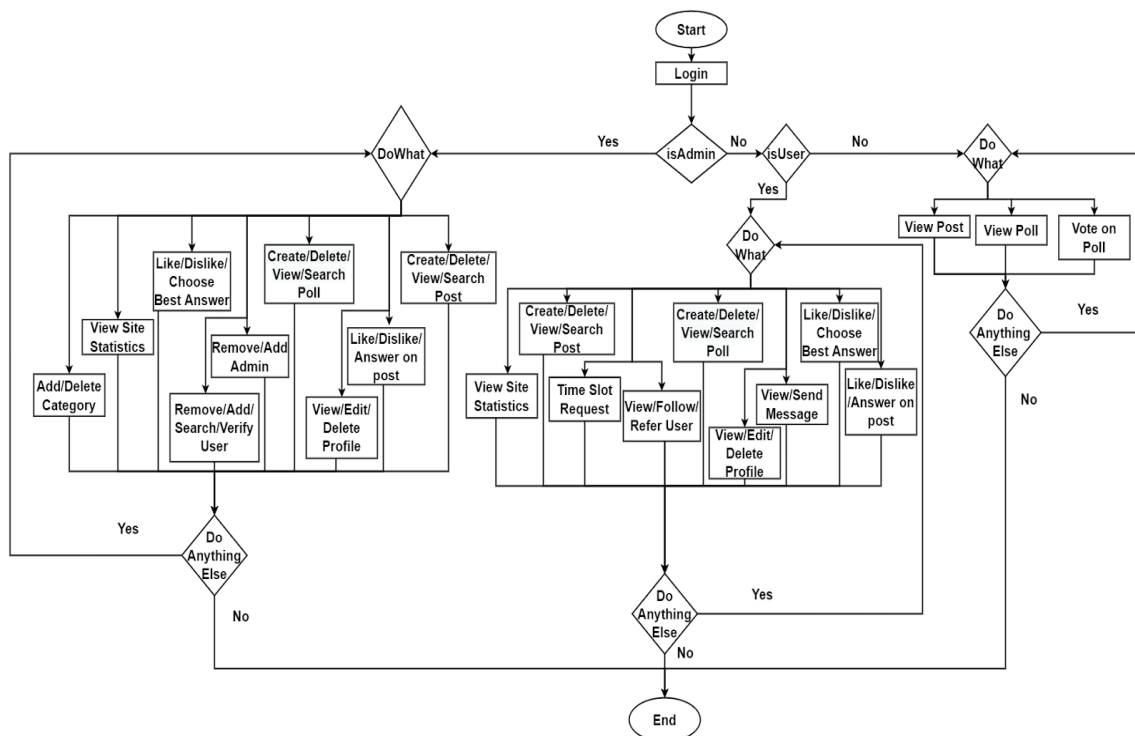 Start
Login
isAdmin
Yes
No
isUser
No
Yes
DoWhat
Do
What
Do
What
View Post
View Poll
Vote on
Poll
Do
Anything
Else
Yes
No
Add/Delete
Category
View Site
Statistics
Like/Dislike/
Choose
Best Answer
Remove/Add/
Search/Verify
User
Remove/Add
Admin
Create/Delete/
View/Search
Poll
View/Edit/
Delete
Profile
Like/Dislike/
Answer on
post
Create/Delete/
View/Search
Post
Yes
Do
Anything
Else
No
View Site
Statistics
Create/Delete/
View/Search
Post
Time Slot
Request
View/Follow/
Refer User
Create/Delete/
View/Search
Poll
View/Edit/
Delete
Profile
View/Send
Message
Like/Dislike/
Choose
Best Answer
Like/Dislike
/Answer on
post
Do
Anything
Else
Yes
No
End